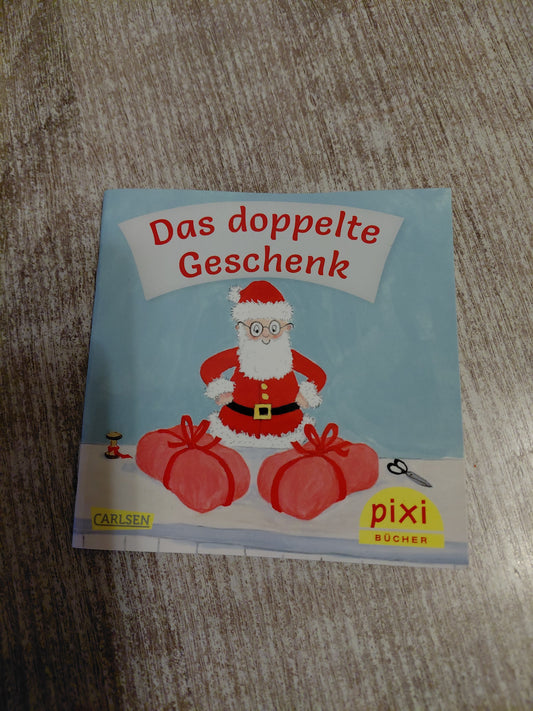 Das doppelte
Geschenk
CARLSEN
pixi
BÜCHER